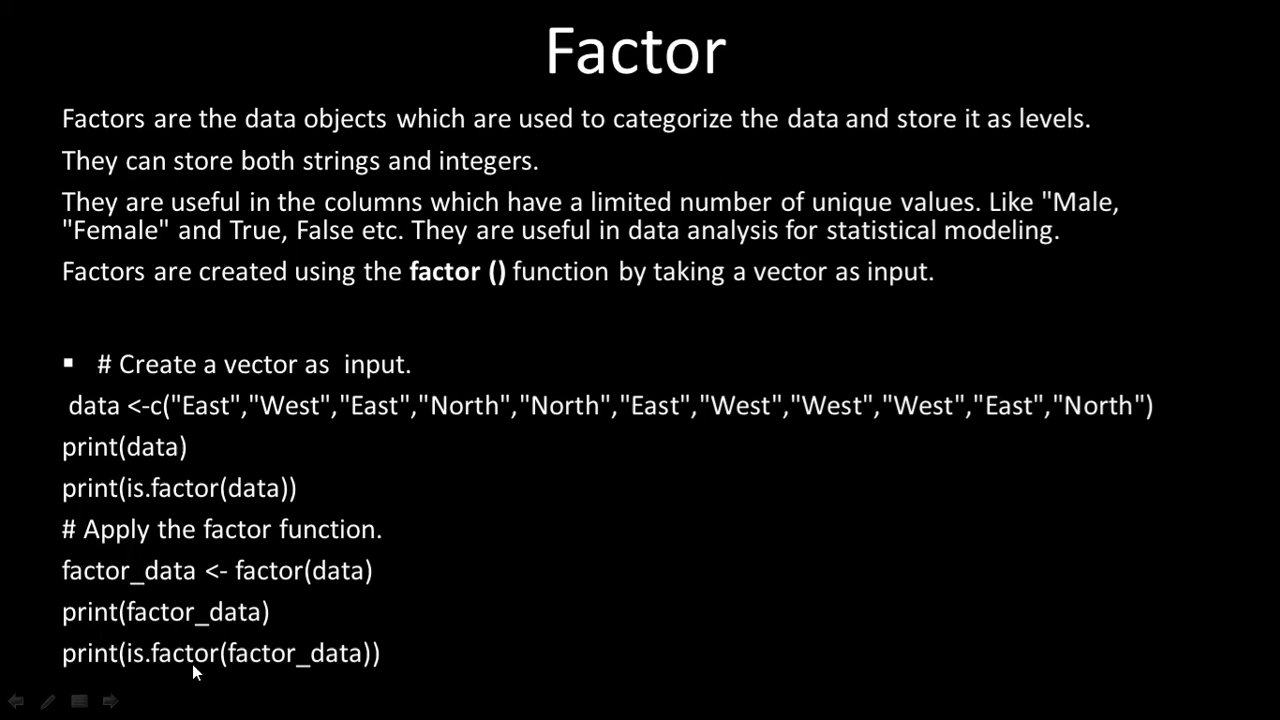 Factor
Factors are the data objects which are used to categorize the data and store it as levels.
They can store both strings and integers.
They are useful in the columns which have a limited number of unique values. Like "Male,
"Female" and True, False etc. They are useful in data analysis for statistical modeling.
Factors are created using the factor () function by taking a vector as input.
▪ # Create a vector as  input.
data <-c("East","West","East","North","North","East","West","West","West","East","North")
print(data)
print(is.factor(data))
# Apply the factor function.
factor_data <- factor(data)
print(factor_data)
print(is.factor(factor_data))